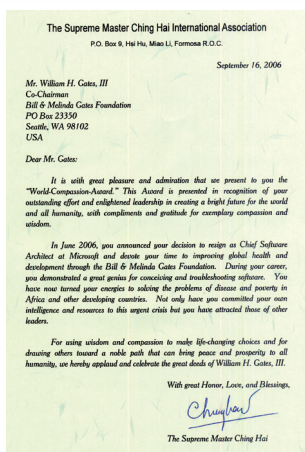 The Supreme Master Ching Hai International Association
P.O. Box 9, Hsi Hu, Miao Li, Formosa R.O.C.
September 16, 2006
Mr. William H. Gates, III
Co-Chairman
Bill & Melinda Gates Foundation
PO Box 23350
Seattle, WA 98102
USA
Dear Mr. Gates:
It is with great pleasure and admiration that we present to you the
"World-Compassion-Award." This Award is presented in recognition of your
outstanding effort and enlightened leadership in creating a bright future for the world
and all humanity, with compliments and gratitude for exemplary compassion and
wisdom.
In June 2006, you announced your decision to resign as Chief Software
Architect at Microsoft and devote your time to improving global health and
development through the Bill & Melinda Gates Foundation. During your career,
you demonstrated a great genius for conceiving and troubleshooting software. You
have now turned your energies to solving the problems of disease and poverty in
Africa and other developing countries. Not only have you committed your own
intelligence and resources to this urgent crisis but you have attracted those of other
leaders.
For using wisdom and compassion to make life-changing choices and for
drawing others toward a noble path that can bring peace and prosperity to all
humanity, we hereby applaud and celebrate the great deeds of William H. Gates, III.
With great Honor, Love, and Blessings,
The Supreme Master Ching Hai